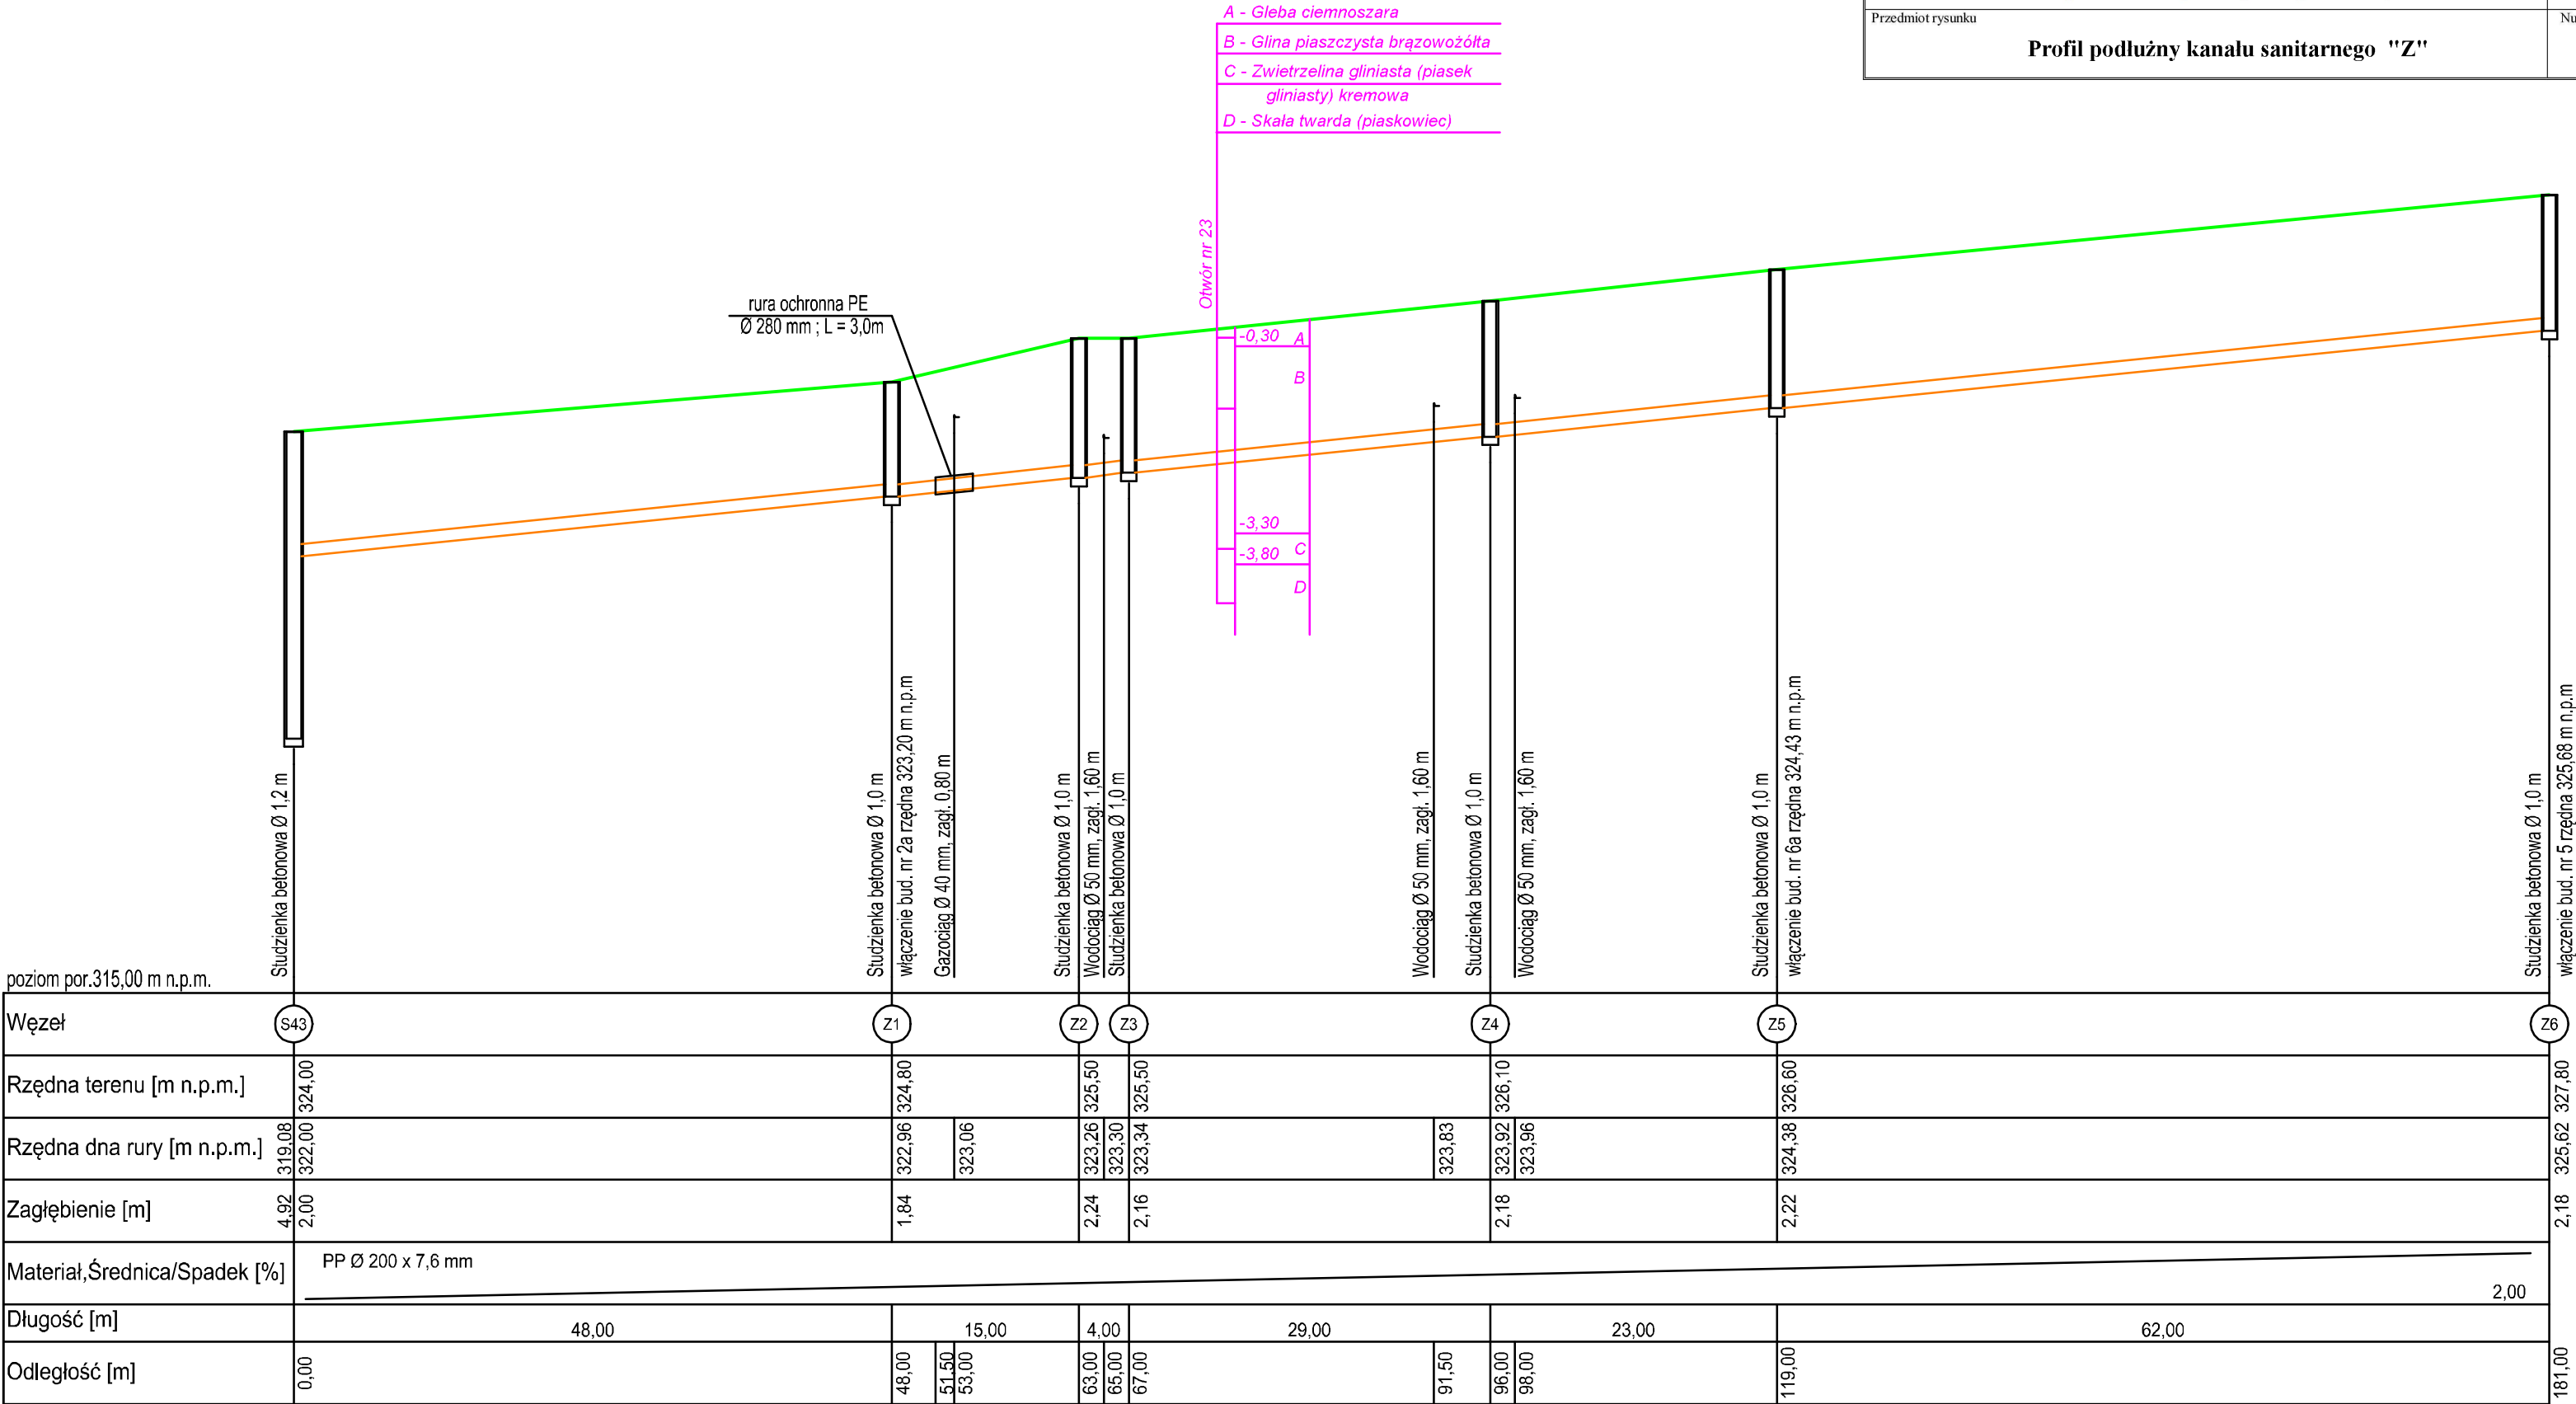 A - Gleba ciemnoszara
B - Glina piaszczysta brązowożółta
C - Zwietrzelina gliniasta (piasek
gliniasty) kremowa
D - Skała twarda (piaskowiec)
Przedmiot rysunku
Nu
Profil podłużny kanału sanitarnego "Z"
Otwór nr 23
rura ochronna PE
Ø 280 mm ; L = 3,0m
-0,30 A
B
-3,30
-3,80 C
D
Studzienka betonowa Ø 1,2 m
Studzienka betonowa Ø 1,0 m
włączenie bud. nr 2a rzędna 323,20 m n.p.m
Gazociąg Ø 40 mm, zagł. 0,80 m
Studzienka betonowa Ø 1,0 m
Wodociąg Ø 50 mm, zagł. 1,60 m
Studzienka betonowa Ø 1,0 m
Wodociąg Ø 50 mm, zagł. 1,60 m
Studzienka betonowa Ø 1,0 m
Wodociąg Ø 50 mm, zagł. 1,60 m
Studzienka betonowa Ø 1,0 m
włączenie bud. nr 6a rzędna 324,43 m n.p.m
Studzienka betonowa Ø 1,0 m
włączenie bud. nr 5 rzędna 325,68 m n.p.m
poziom por.315,00 m n.p.m.
Węzeł S43 Z1 Z2 Z3 Z4 Z5 Z6
Rzędna terenu [m n.p.m.] 324,00 324,80 325,50 325,50 326,10 326,60 327,80
Rzędna dna rury [m n.p.m.] 319,08 322,00 322,96 323,06 323,26 323,30 323,34 323,83 323,92 323,96 324,38 325,62
Zagłębienie [m] 4,92 2,00 1,84 2,24 2,16 2,18 2,22 2,18
Materiał,Średnica/Spadek [%] PP Ø 200 x 7,6 mm 2,00
Długość [m] 48,00 15,00 4,00 29,00 23,00 62,00
Odległość [m] 0,00 48,00 51,50 53,00 63,00 65,00 67,00 91,50 96,00 98,00 119,00 181,00